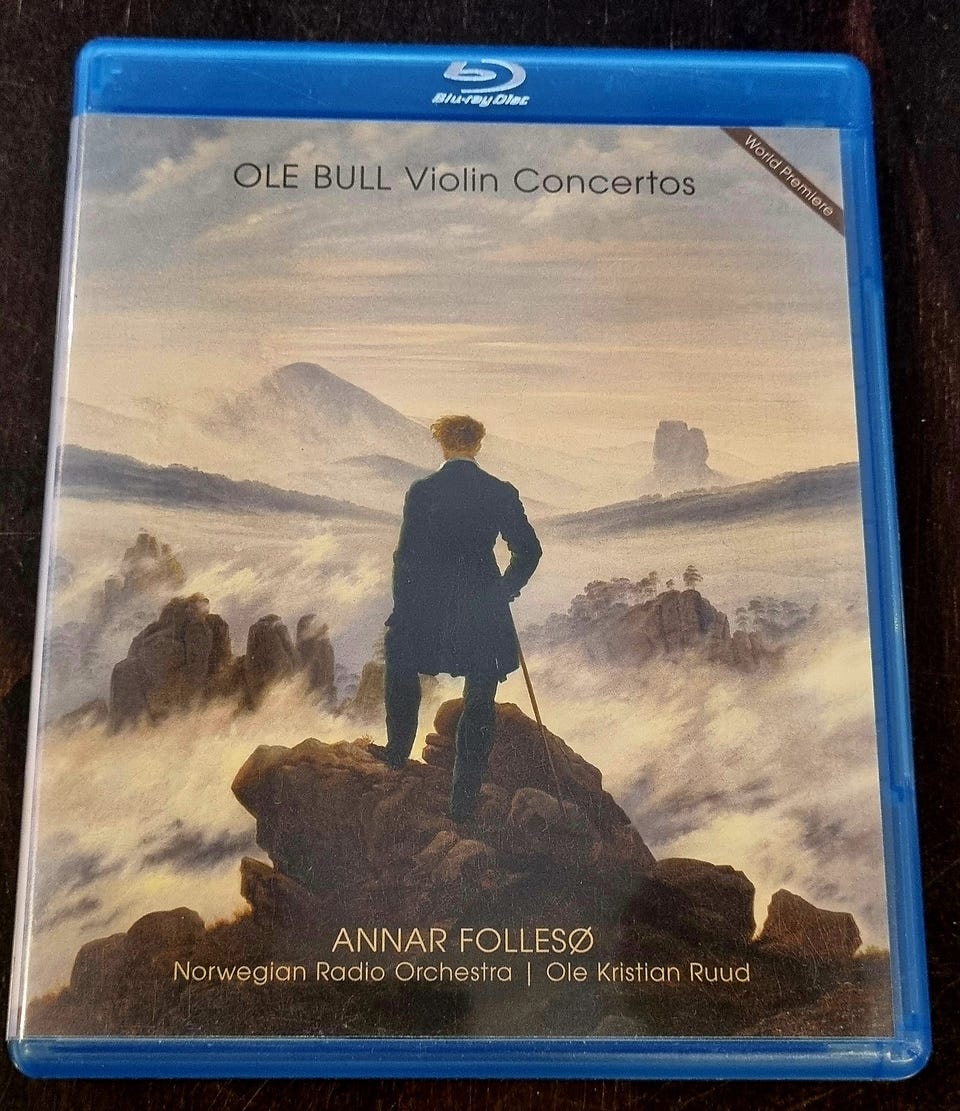 Blu-ray Disc
World Premiere
OLE BULL Violin Concertos
ANNAR FOLLESØ
Norwegian Radio Orchestra | Ole Kristian Ruud